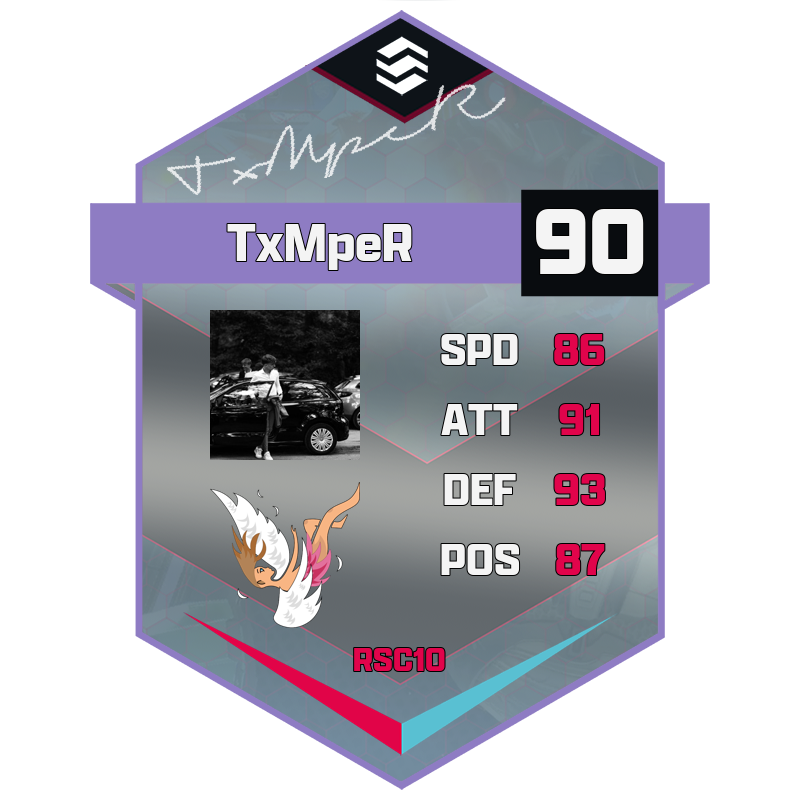 TxMpeR
TxMpeR 90
SPD 86
ATT 91
DEF 93
POS 87
RSC10